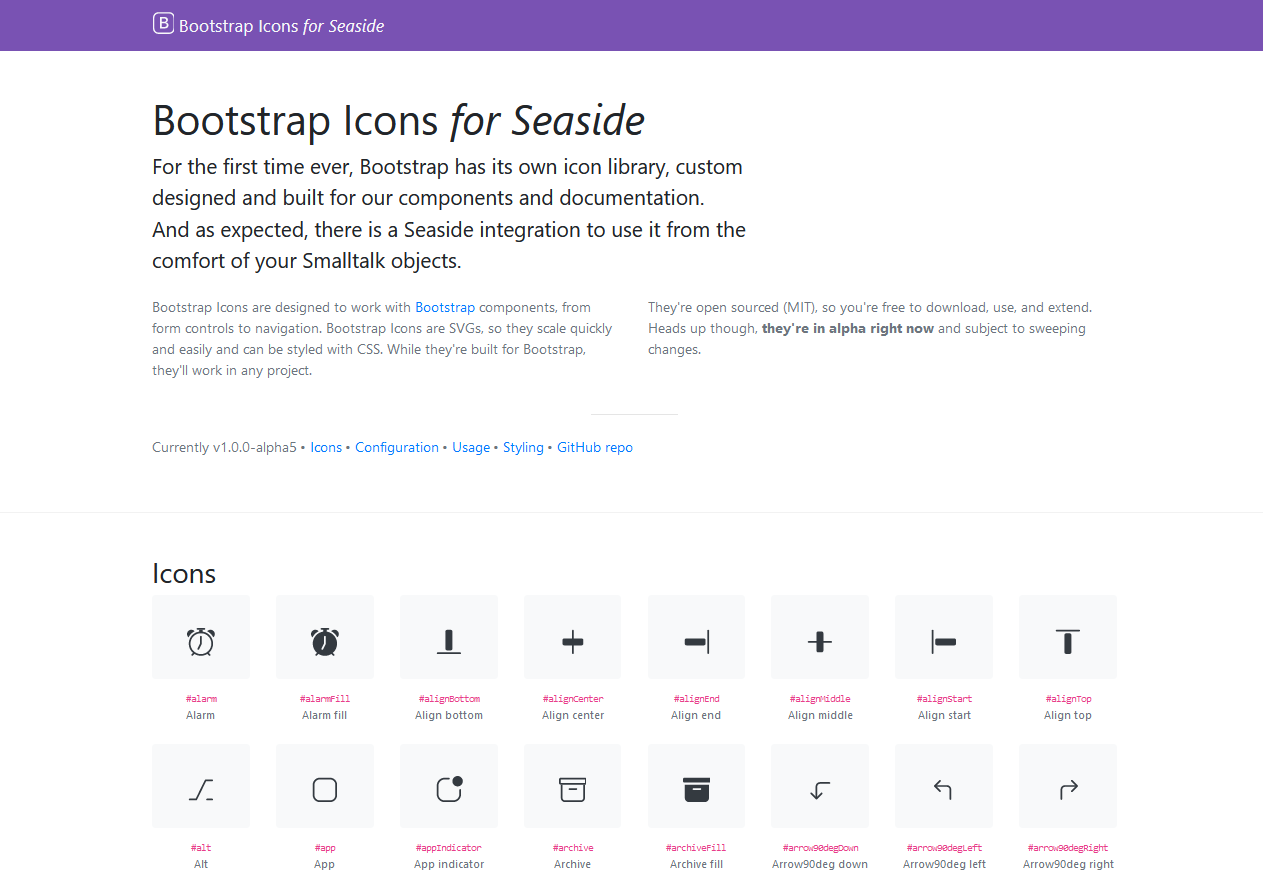 B Bootstrap Icons for Seaside
Bootstrap Icons for Seaside
For the first time ever, Bootstrap has its own icon library, custom
designed and built for our components and documentation.
And as expected, there is a Seaside integration to use it from the
comfort of your Smalltalk objects.
Bootstrap Icons are designed to work with Bootstrap components, from
form controls to navigation. Bootstrap Icons are SVGs, so they scale quickly
and easily and can be styled with CSS. While they're built for Bootstrap,
they'll work in any project.
They're open sourced (MIT), so you're free to download, use, and extend.
Heads up though, they're in alpha right now and subject to sweeping
changes.
Currently v1.0.0-alpha5 • Icons • Configuration • Usage • Styling • GitHub repo
Icons
#alarm #alarmFill #alignBottom #alignCenter #alignEnd #alignMiddle #alignStart #alignTop
Alarm Alarm fill Align bottom Align center Align end Align middle Align start Align top
#alt #app #appIndicator #archive #archiveFill #arrow90degDown #arrow90degLeft #arrow90degRight
Alt App App indicator Archive Archive fill Arrow90deg down Arrow90deg left Arrow90deg right